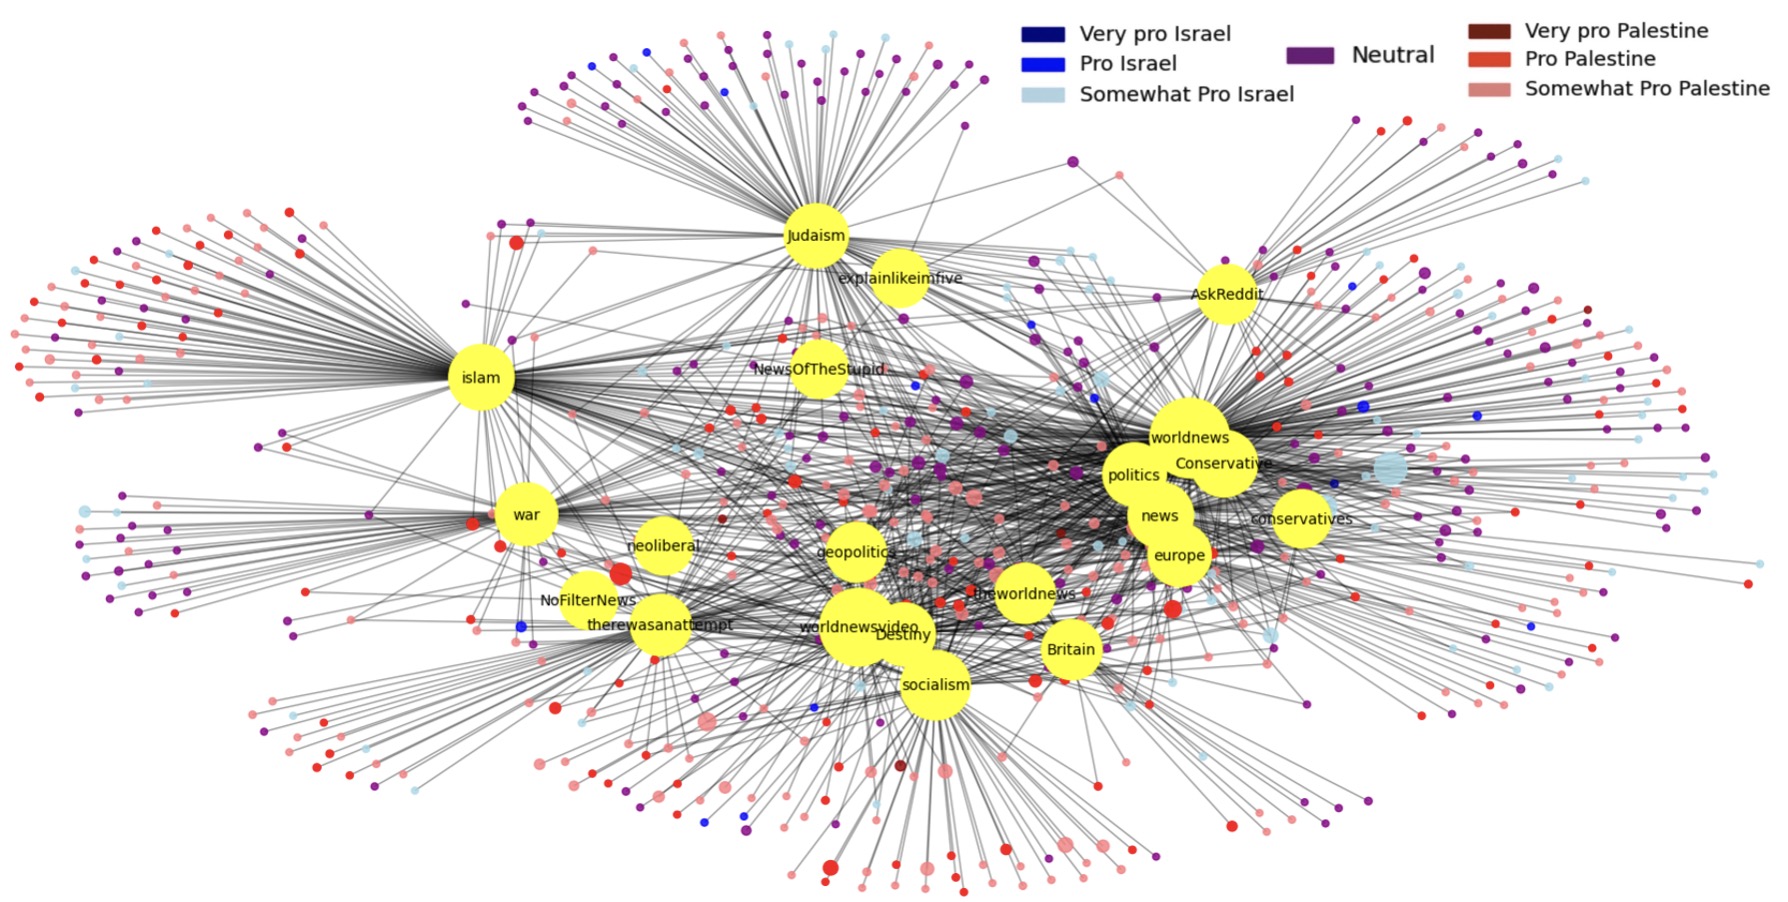 Very pro Israel
Pro Israel
Somewhat Pro Israel
Neutral
Very pro Palestine
Pro Palestine
Somewhat Pro Palestine
Judaism
explainlikeimfive
AskReddit
NewsOfTheStupid
islam
worldnews
Conservative
politics
war
news
conservatives
neoliberal
geopolitics
europe
NoFilterNews
theworldnews
therewasanattempt
worldnewsvideo
Destiny
Britain
socialism